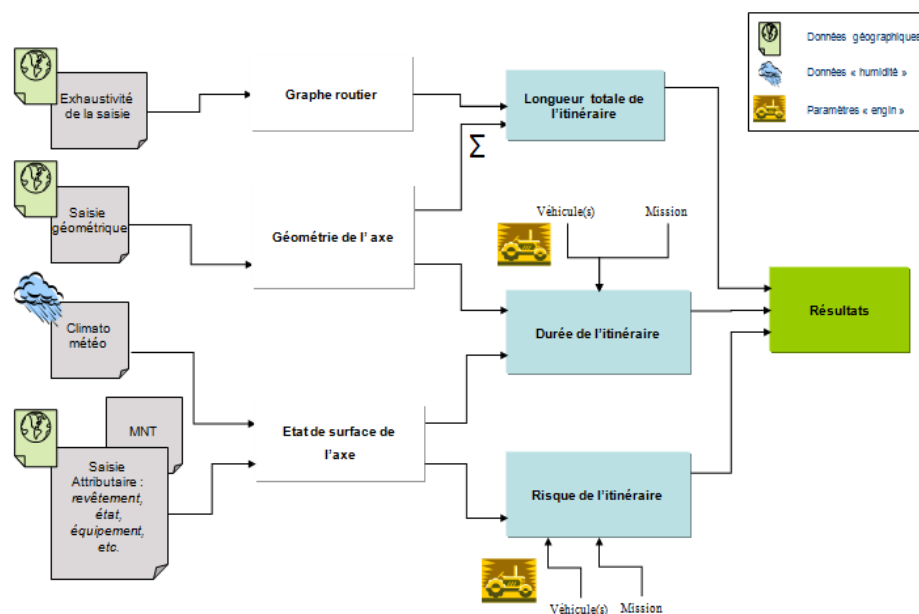 Données géographiques
Données « humidité »
Paramètres « engin »
Exhaustivité
de la saisie
Graphe routier
Longueur totale de
l'itinéraire
Σ
Saisie
géométrique
Géométrie de l' axe
Véhicule(s)
Mission
Climato
météo
Durée de l'itinéraire
Résultats
MNT
Etat de surface de
l'axe
Saisie
Attributaire :
revêtement,
état,
équipement,
etc.
Risque de l'itinéraire
Véhicule(s)
Mission